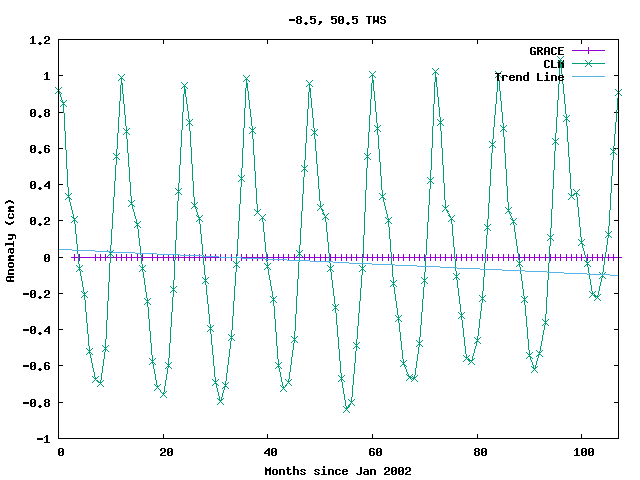 -8.5, 50.5 TWS
GRACE
CLM
Trend Line
1.2
1
0.8
0.6
0.4
0.2
0
-0.2
-0.4
-0.6
-0.8
-1
Anomaly (cm)
0 20 40 60 80 100
Months since Jan 2002